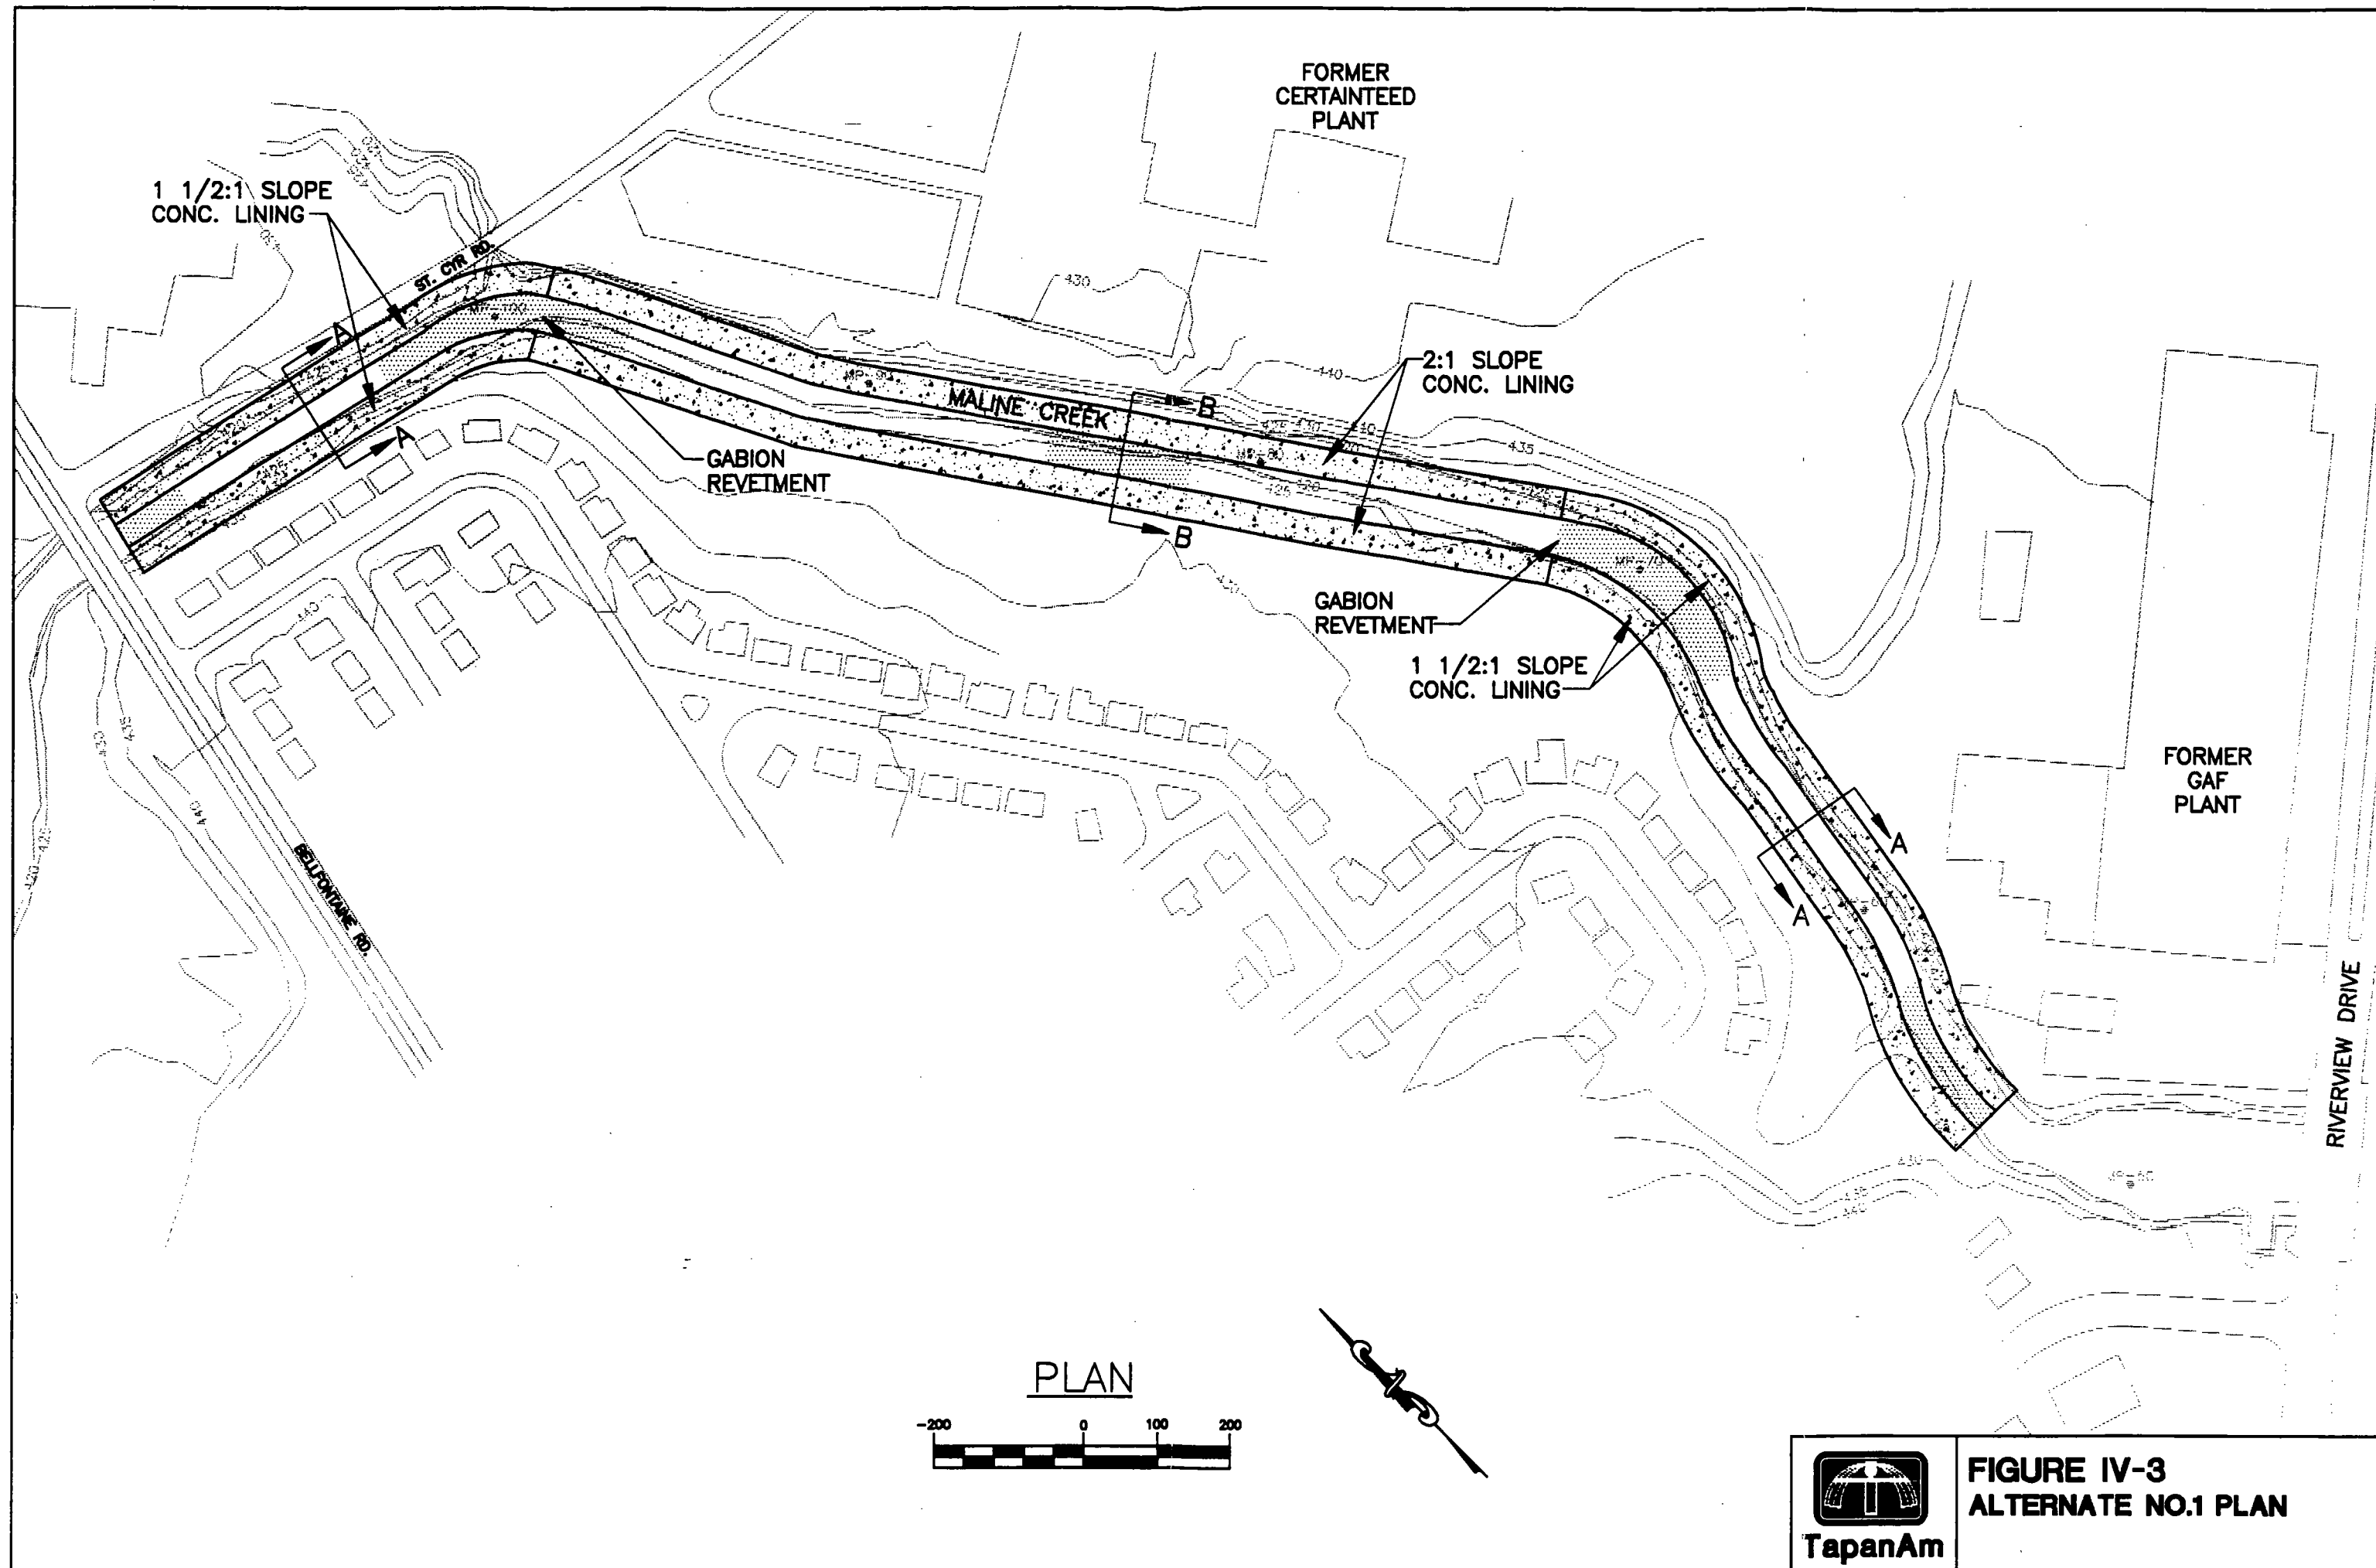 FORMER
CERTAINTEED
PLANT
1 1/2:1 SLOPE
CONC. LINING
ST. CYR RD.
A
A
430
GABION
REVETMENT
MALINE CREEK
B
B
2:1 SLOPE
CONC. LINING
440
435
GABION
REVETMENT
1 1/2:1 SLOPE
CONC. LINING
FORMER
GAF
PLANT
A
A
440
440
BELLFONTAINE RD.
RIVERVIEW DRIVE
430
PLAN
-200 0 100 200
TapanAm
FIGURE IV-3
ALTERNATE NO.1 PLAN